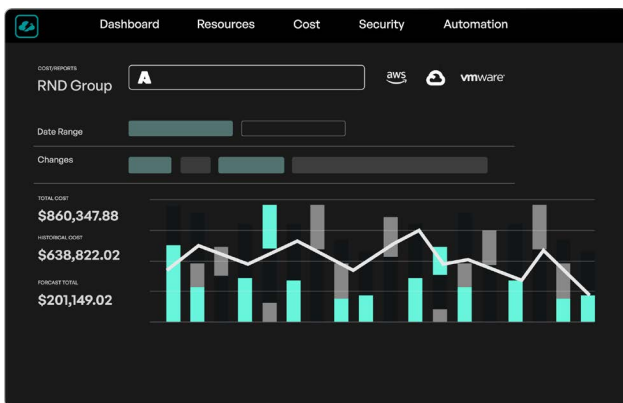 Dashboard Resources Cost Security Automation
COST/REPORTS
RND Group
aws
vmware
Date Range
Changes
TOTAL COST
$860,347.88
HISTORICAL COST
$638,822.02
FORCAST TOTAL
$201,149.02